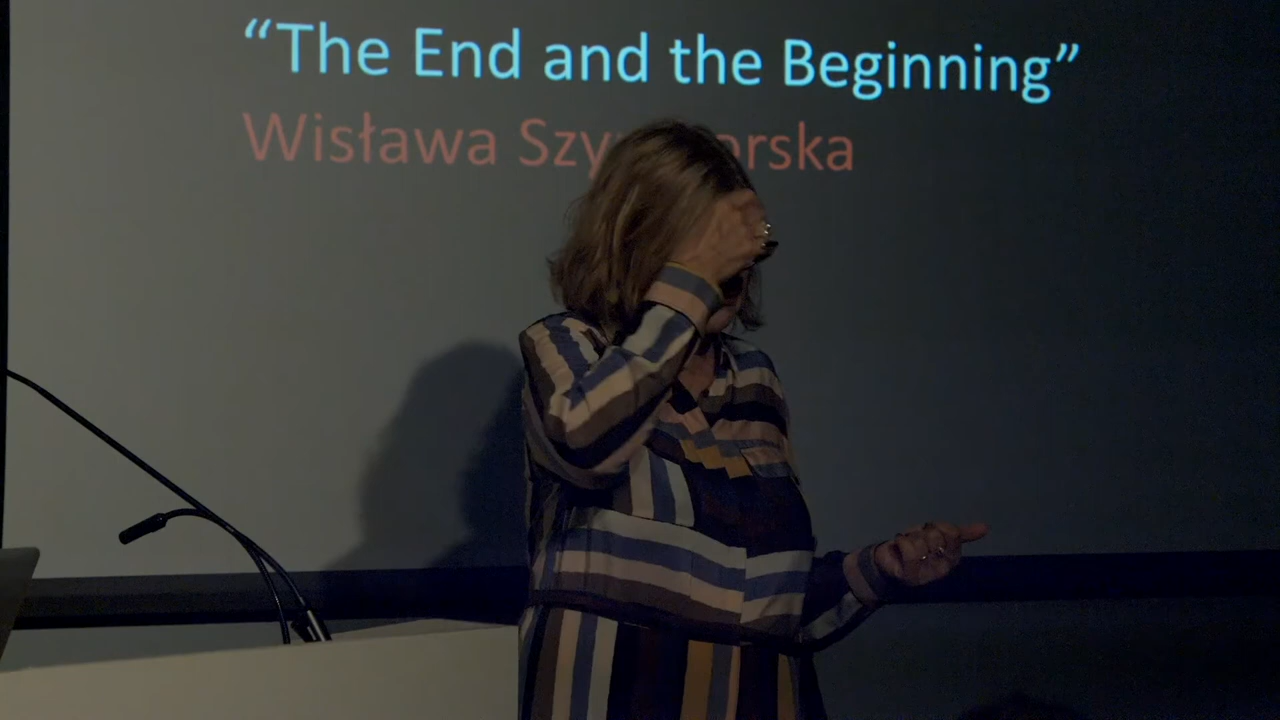 “The End and the Beginning”
Wisława